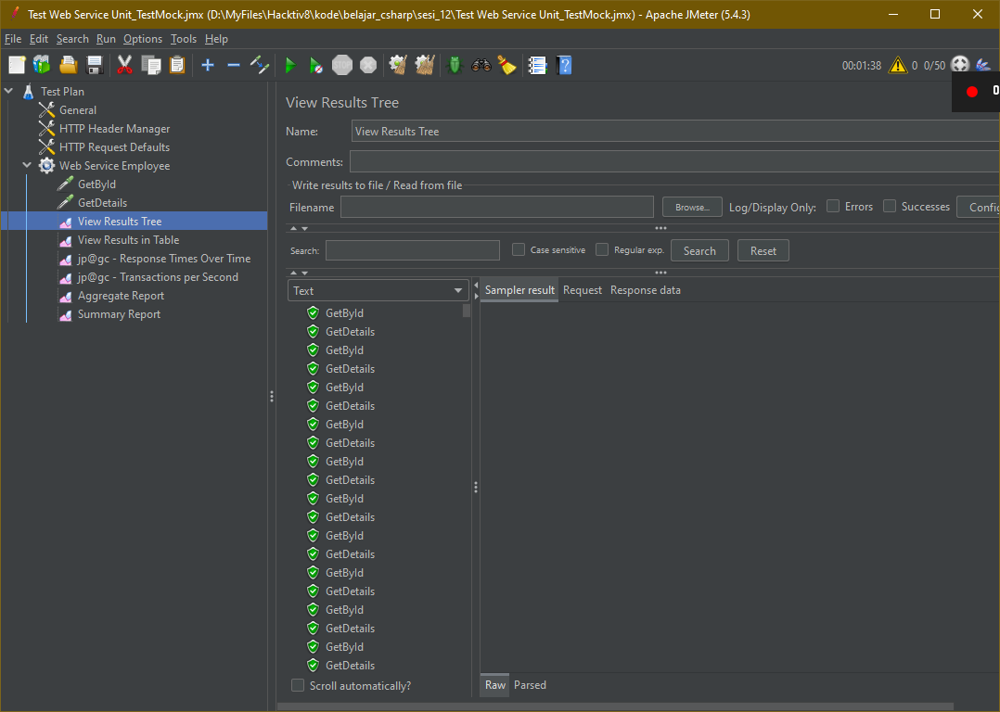 Test Web Service Unit_TestMock.jmx (D:\MyFiles\Hacktiv8\kode\belajar_csharp\sesi_12\Test Web Service Unit_TestMock.jmx) - Apache JMeter (5.4.3)
File Edit Search Run Options Tools Help
STOP 00:01:38 0 0/50
0
Test Plan
General
HTTP Header Manager
HTTP Request Defaults
Web Service Employee
GetById
GetDetails
View Results Tree
View Results in Table
jp@gc - Response Times Over Time
jp@gc - Transactions per Second
Aggregate Report
Summary Report
View Results Tree
Name: View Results Tree
Comments:
Write results to file / Read from file
Filename Browse... Log/Display Only: Errors Successes Config
Search: Case sensitive Regular exp. Search Reset
Text
GetById
GetDetails
GetById
GetDetails
GetById
GetDetails
GetById
GetDetails
GetById
GetDetails
GetById
GetDetails
GetById
GetDetails
GetById
GetDetails
GetById
GetDetails
GetById
GetDetails
Scroll automatically?
Sampler result Request Response data
Raw Parsed